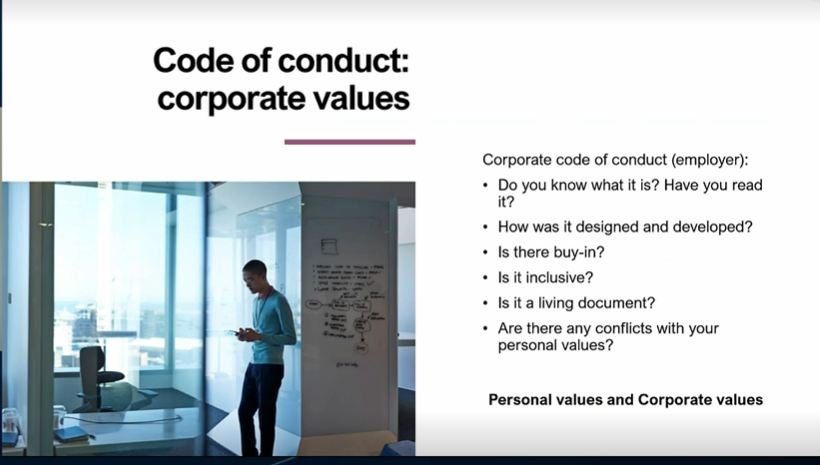 Code of conduct:
corporate values
Corporate code of conduct (employer):
• Do you know what it is? Have you read
it?
• How was it designed and developed?
• Is there buy-in?
• Is it inclusive?
• Is it a living document?
• Are there any conflicts with your
personal values?
Personal values and Corporate values